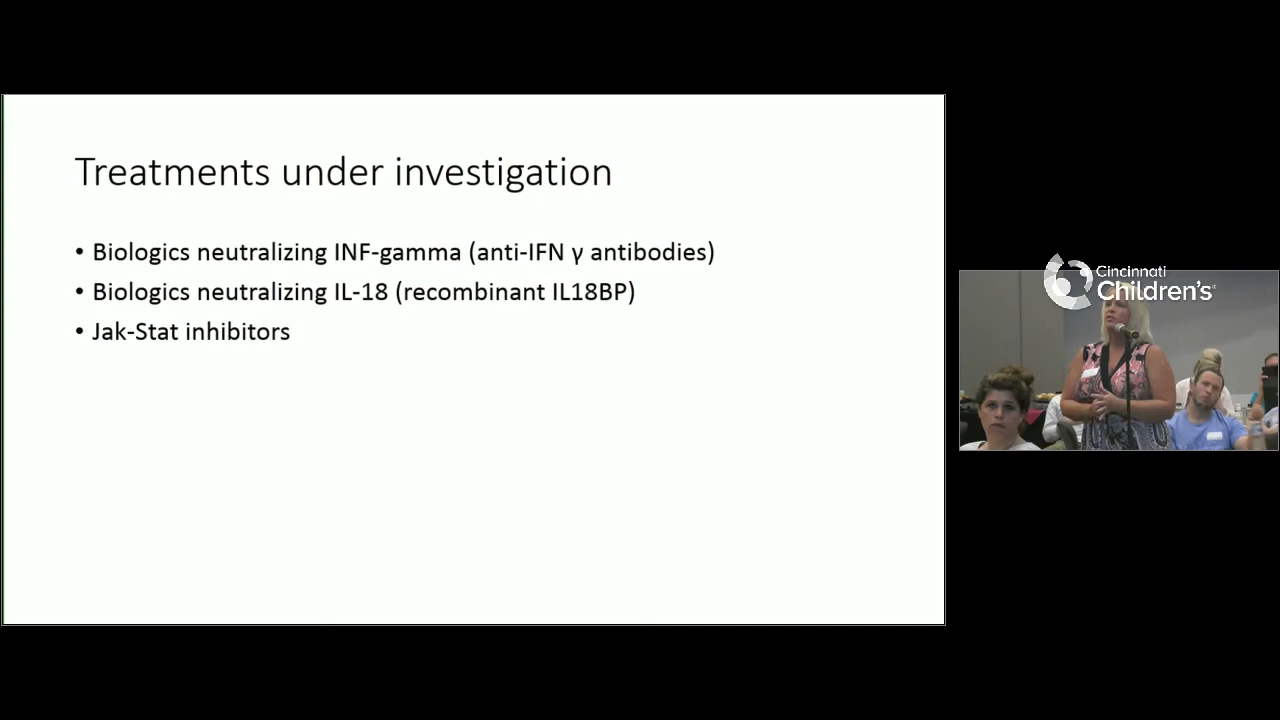 Treatments under investigation
• Biologics neutralizing INF-gamma (anti-IFN γ antibodies)
• Biologics neutralizing IL-18 (recombinant IL18BP)
• Jak-Stat inhibitors
Cincinnati
Children's